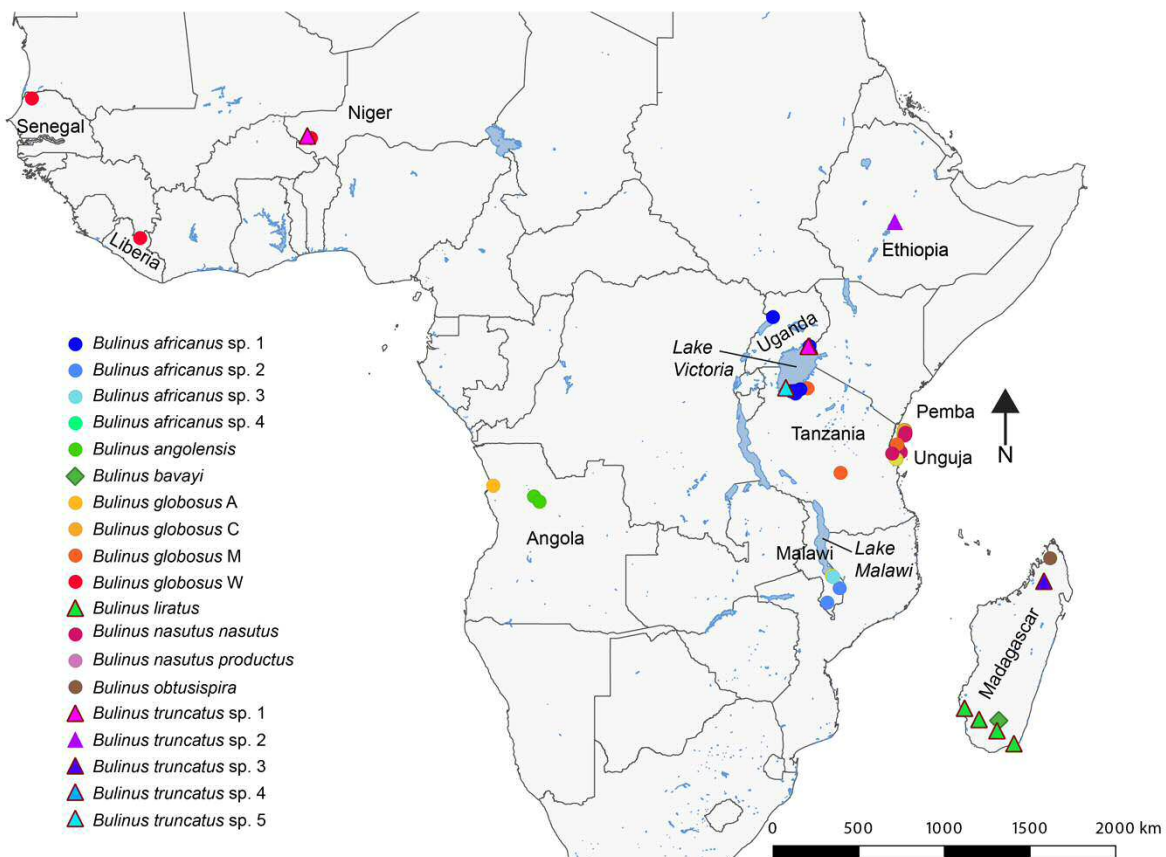 Senegal
Niger
Liberia
Ethiopia
Uganda
Lake
Victoria
Pemba
N
Tanzania
Unguja
Angola
Malawi
Lake
Malawi
Madagascar
Bulinus africanus sp. 1
Bulinus africanus sp. 2
Bulinus africanus sp. 3
Bulinus africanus sp. 4
Bulinus angolensis
Bulinus bavayi
Bulinus globosus A
Bulinus globosus C
Bulinus globosus M
Bulinus globosus W
Bulinus liratus
Bulinus nasutus nasutus
Bulinus nasutus productus
Bulinus obtusispira
Bulinus truncatus sp. 1
Bulinus truncatus sp. 2
Bulinus truncatus sp. 3
Bulinus truncatus sp. 4
Bulinus truncatus sp. 5
0 500 1000 1500 2000 km